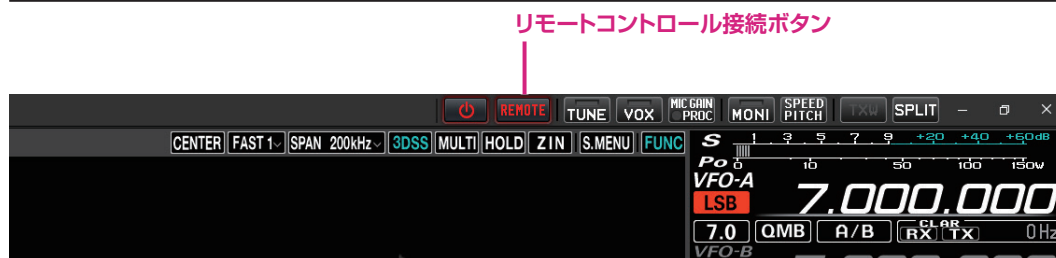 リモートコントロール接続ボタン
REMOTE TUNE VOX MIC GAIN PROC MONI SPEED PITCH TXW SPLIT
CENTER FAST 1 SPAN 200kHz 3DSS MULTI HOLD ZIN S.MENU FUNC
S 1 3 5 7 9 +20 +40 +60dB
Po 0 10 50 100 150W
VFO-A
LSB 7.000.000
7.0 QMB A/B CLAR RX TX 0Hz
VFO-B